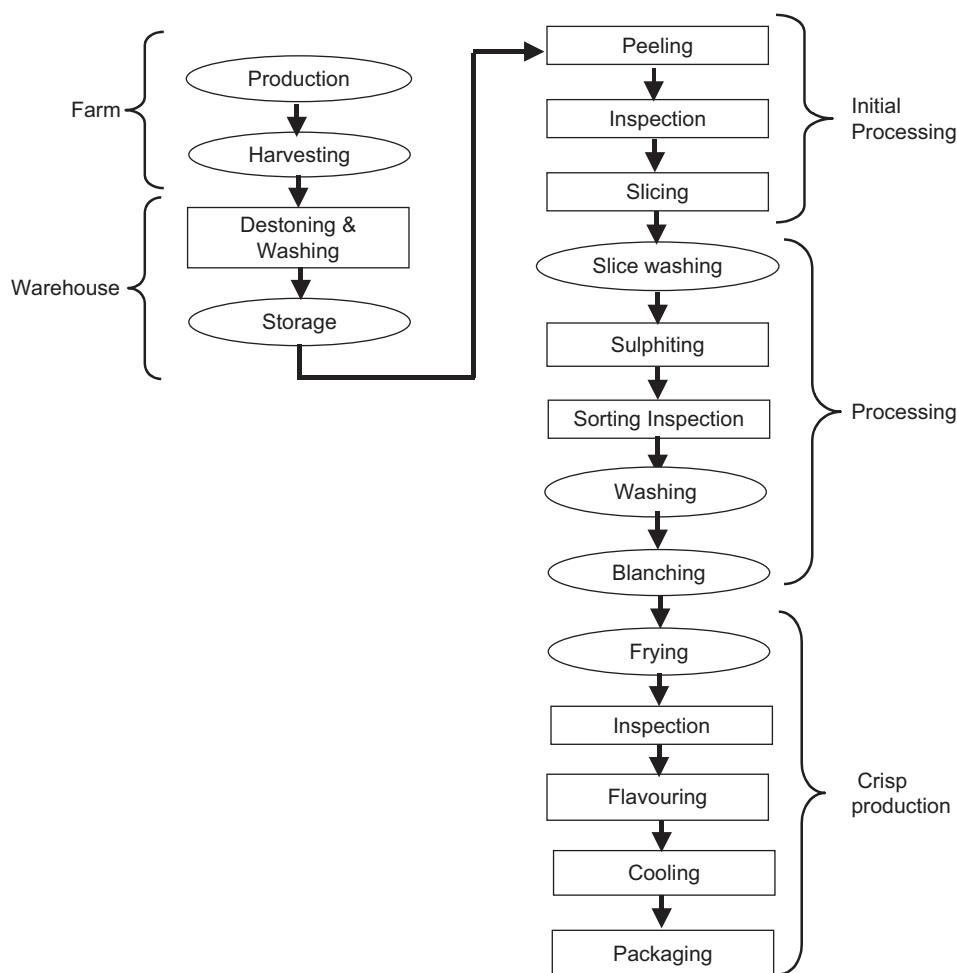 Farm
Production
Harvesting
Warehouse
Destoning &
Washing
Storage
Peeling
Inspection
Slicing
Initial
Processing
Slice washing
Sulphiting
Sorting Inspection
Washing
Blanching
Processing
Frying
Inspection
Flavouring
Cooling
Packaging
Crisp
production